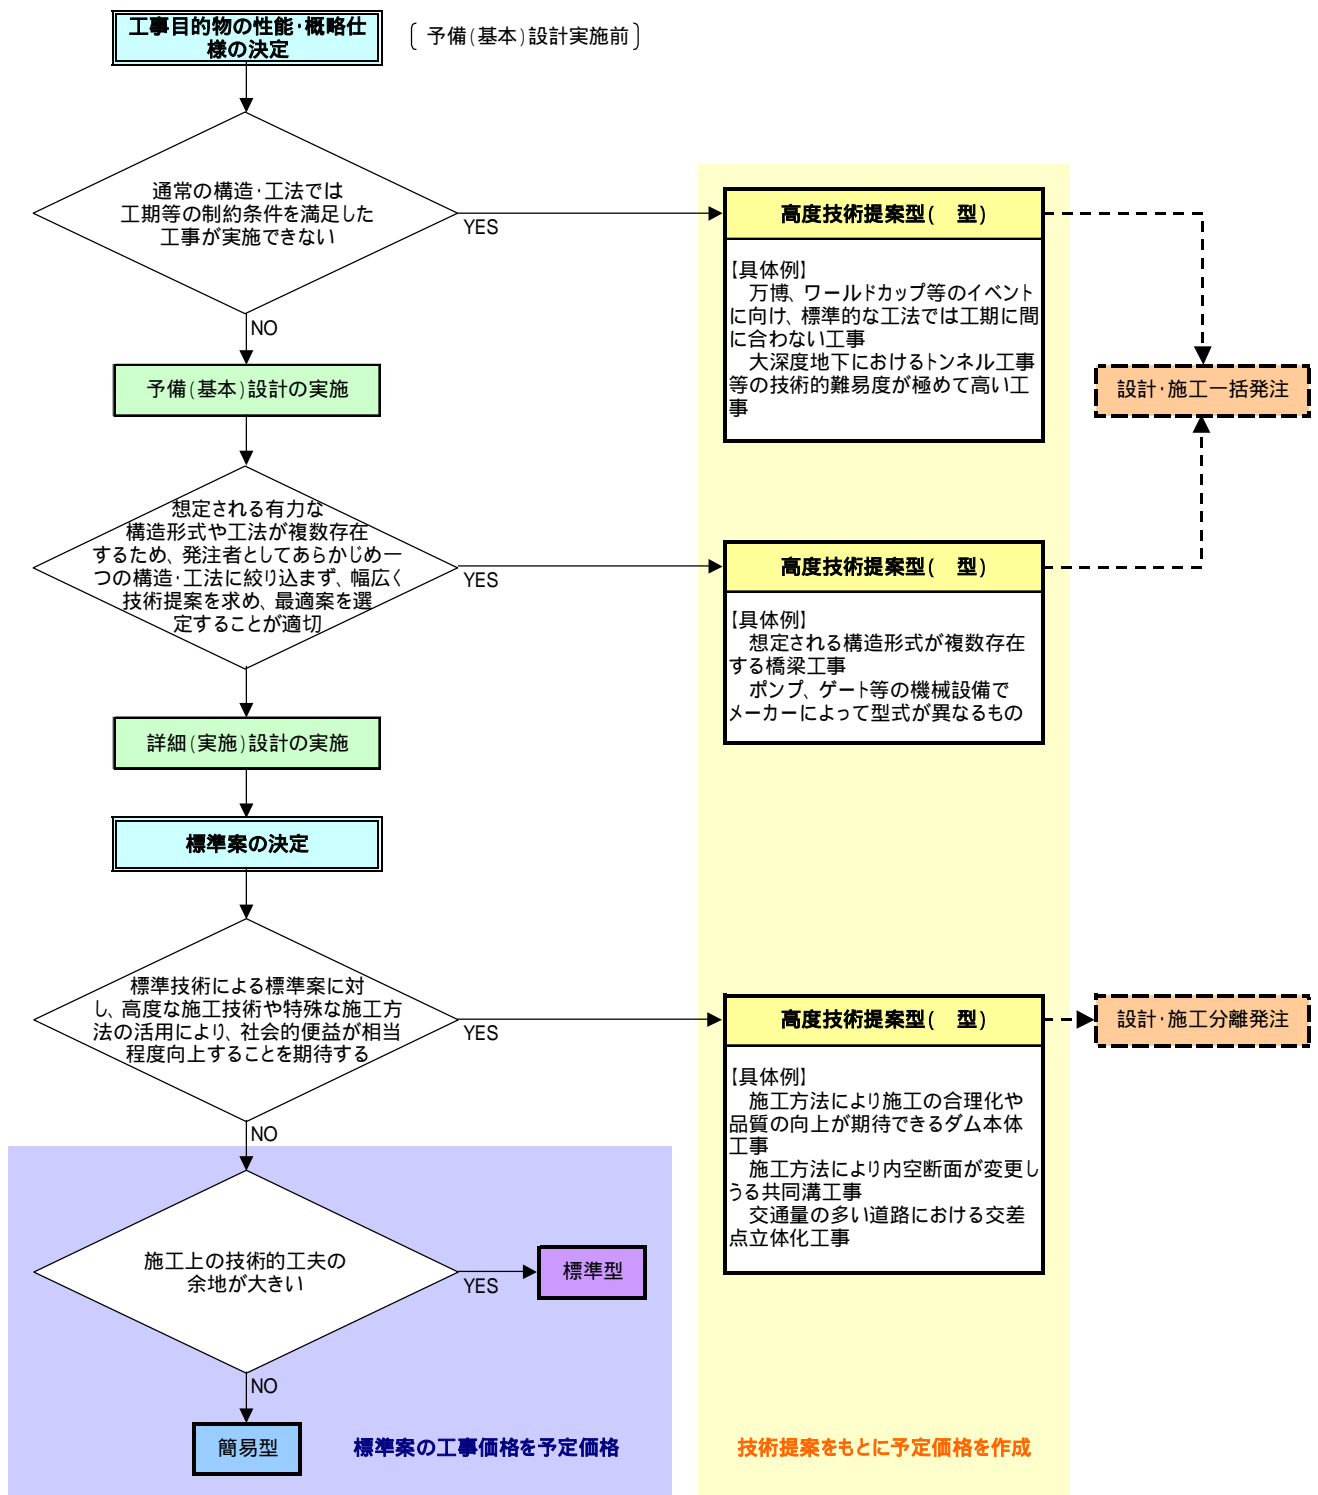 工事目的物の性能・概略仕
様の決定
〔 予備(基本)設計実施前 〕
通常の構造・工法では
工期等の制約条件を満足した
工事が実施できない
YES
NO
高度技術提案型(　型)
【具体例】
万博、ワールドカップ等のイベント
に向け、標準的な工法では工期に間
に合わない工事
大深度地下におけるトンネル工事
等の技術的難易度が極めて高い工
事
予備(基本)設計の実施
設計・施工一括発注
想定される有力な
構造形式や工法が複数存在
するため、発注者としてあらかじめ一
つの構造・工法に絞り込まず、幅広く
技術提案を求め、最適案を選
定することが適切
YES
高度技術提案型(　型)
【具体例】
想定される構造形式が複数存在
する橋梁工事
ポンプ、ゲート等の機械設備で
メーカーによって型式が異なるもの
詳細(実施)設計の実施
標準案の決定
標準技術による標準案に対
し、高度な施工技術や特殊な施工方
法の活用により、社会的便益が相当
程度向上することを期待する
YES
NO
高度技術提案型(　型)
【具体例】
施工方法により施工の合理化や
品質の向上が期待できるダム本体
工事
施工方法により内空断面が変更し
うる共同溝工事
交通量の多い道路における交差
点立体化工事
設計・施工分離発注
施工上の技術的工夫の
余地が大きい
YES
標準型
NO
簡易型
標準案の工事価格を予定価格
技術提案をもとに予定価格を作成